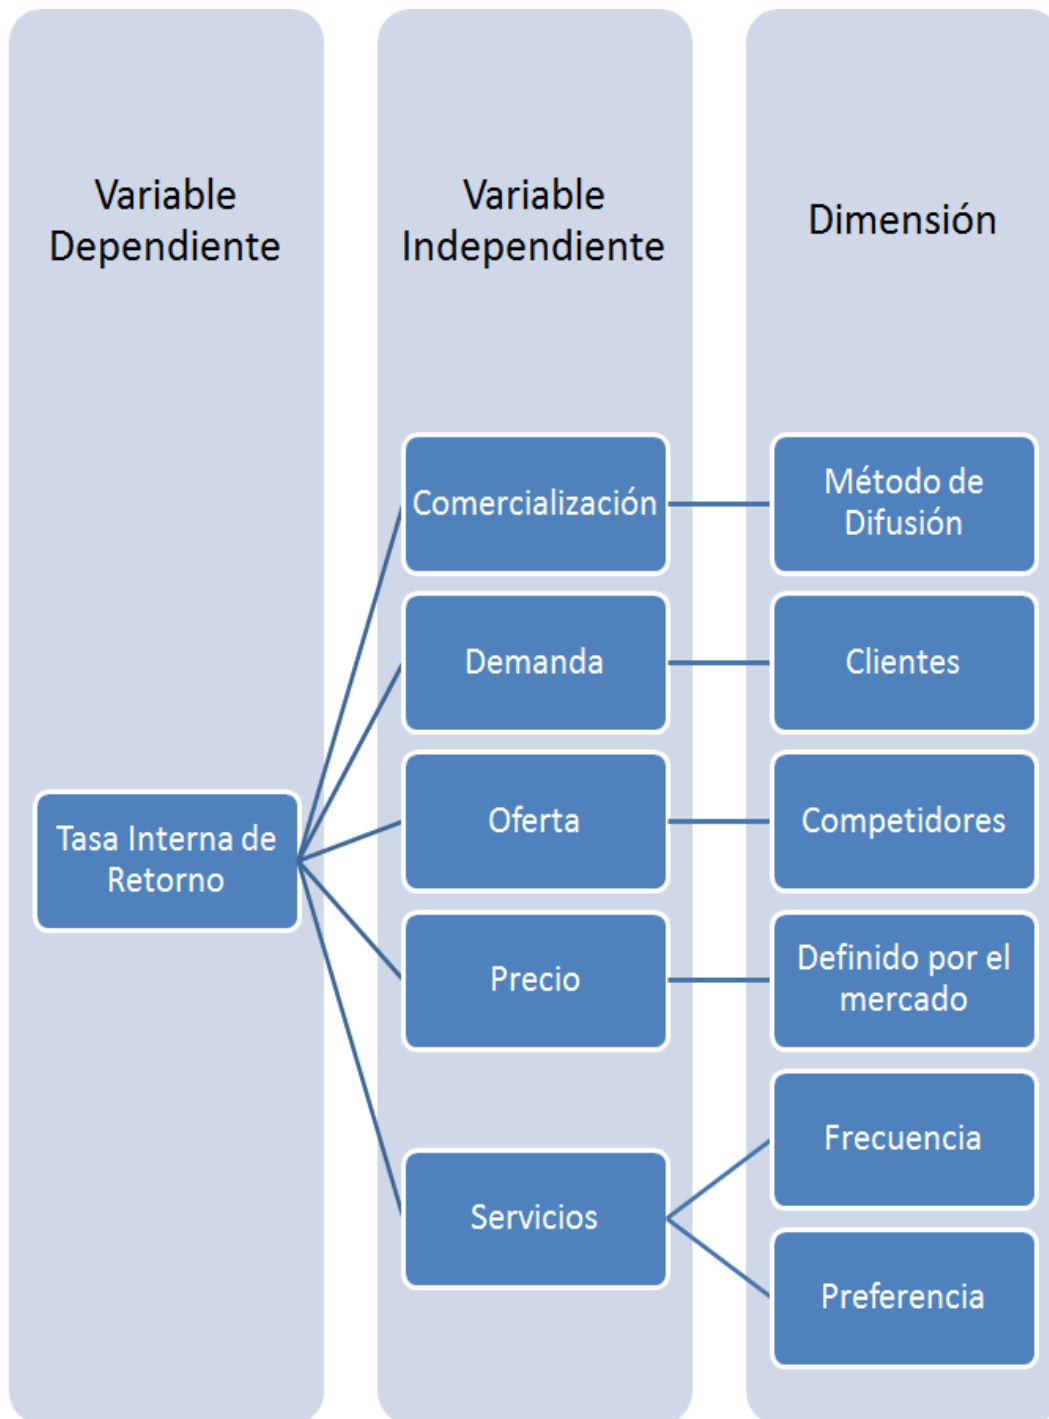 Variable
Dependiente
Variable
Independiente
Dimensión
Tasa Interna de
Retorno
Comercialización
Demanda
Oferta
Precio
Servicios
Método de
Difusión
Clientes
Competidores
Definido por el
mercado
Frecuencia
Preferencia